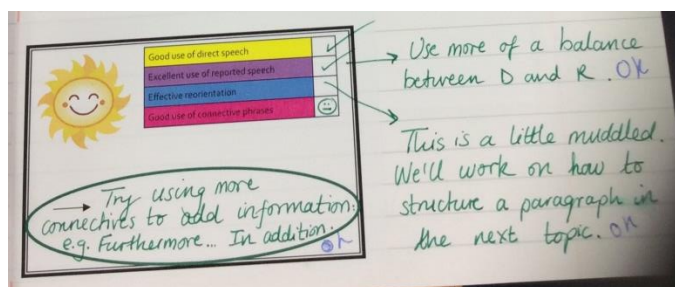 Good use of direct speech
Excellent use of reported speech
Effective reorientation
Good use of connective phrases
→ Try using more
connectives to add information:
e.g. Furthermore... In addition.
ok
→ Use more of a balance
between D and R. OK
This is a little muddled.
We'll work on how to
structure a paragraph in
the next topic. ok